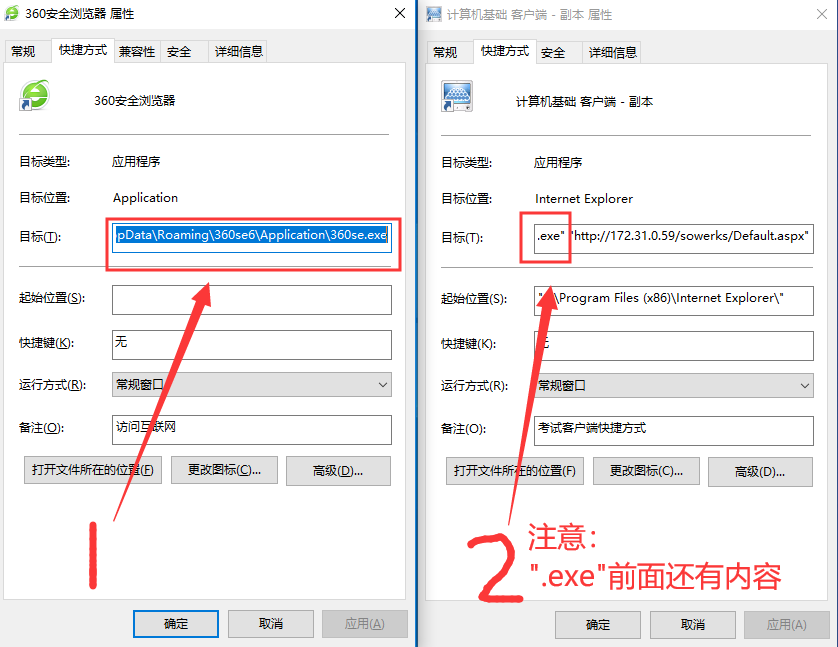 360安全浏览器 属性
常规 快捷方式 兼容性 安全 详细信息
360安全浏览器
目标类型: 应用程序
目标位置: Application
目标(T): pData\Roaming\360se6\Application\360se.exe
起始位置(S):
快捷键(K): 无
运行方式(R): 常规窗口
备注(O): 访问互联网
打开文件所在的位置(F) 更改图标(C)... 高级(D)...
1
确定 取消 应用(A)
计算机基础 客户端 - 副本 属性
常规 快捷方式 安全 详细信息
计算机基础 客户端 - 副本
目标类型: 应用程序
目标位置: Internet Explorer
目标(T): .exe" "http://172.31.0.59/sowerks/Default.aspx"
起始位置(S): \Program Files (x86)\Internet Explorer\"
快捷键(K): 无
运行方式(R): 常规窗口
备注(O): 考试客户端快捷方式
打开文件所在的位置(F) 更改图标(C)... 高级(D)...
2 注意:
".exe"前面还有内容
确定 取消 应用(A)